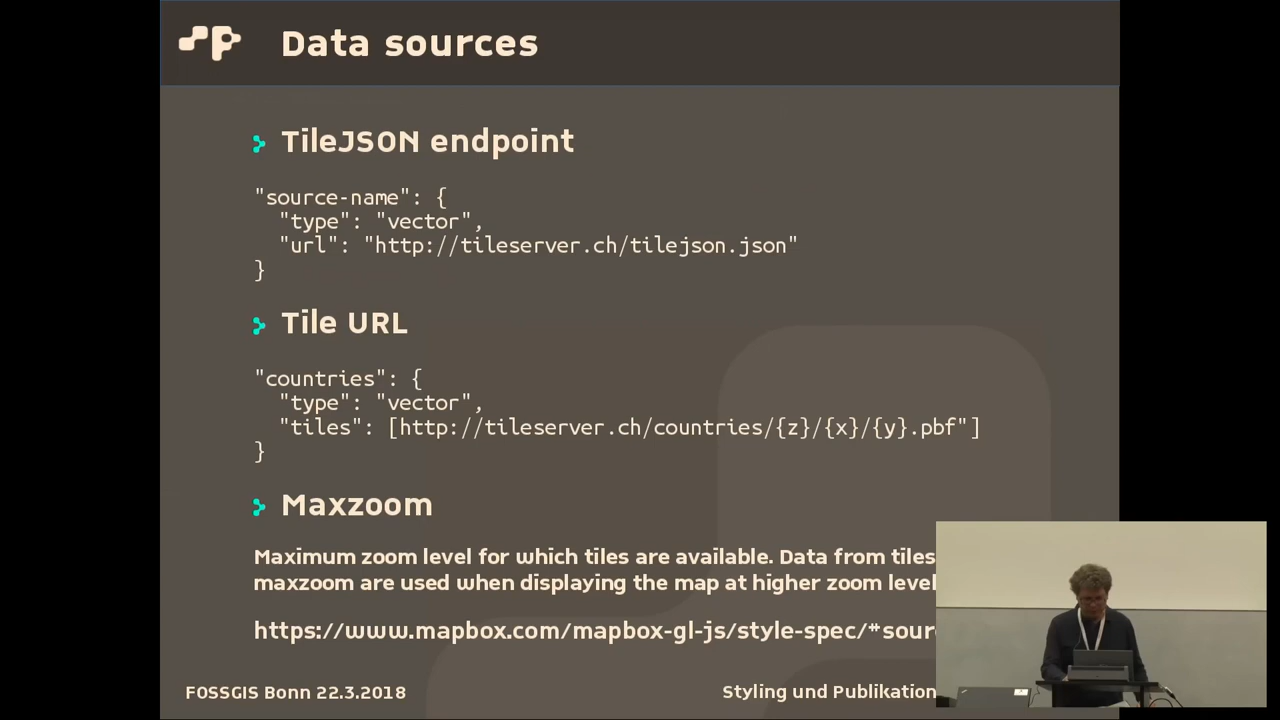 Data sources
TileJSON endpoint
"source-name": {
"type": "vector",
"url": "http://tileserver.ch/tilejson.json"
}
Tile URL
"countries": {
"type": "vector",
"tiles": [http://tileserver.ch/countries/{z}/{x}/{y}.pbf"]
}
Maxzoom
Maximum zoom level for which tiles are available. Data from tiles
maxzoom are used when displaying the map at higher zoom level
https://www.mapbox.com/mapbox-gl-js/style-spec/#sour
FOSSGIS Bonn 22.3.2018
Styling und Publikation